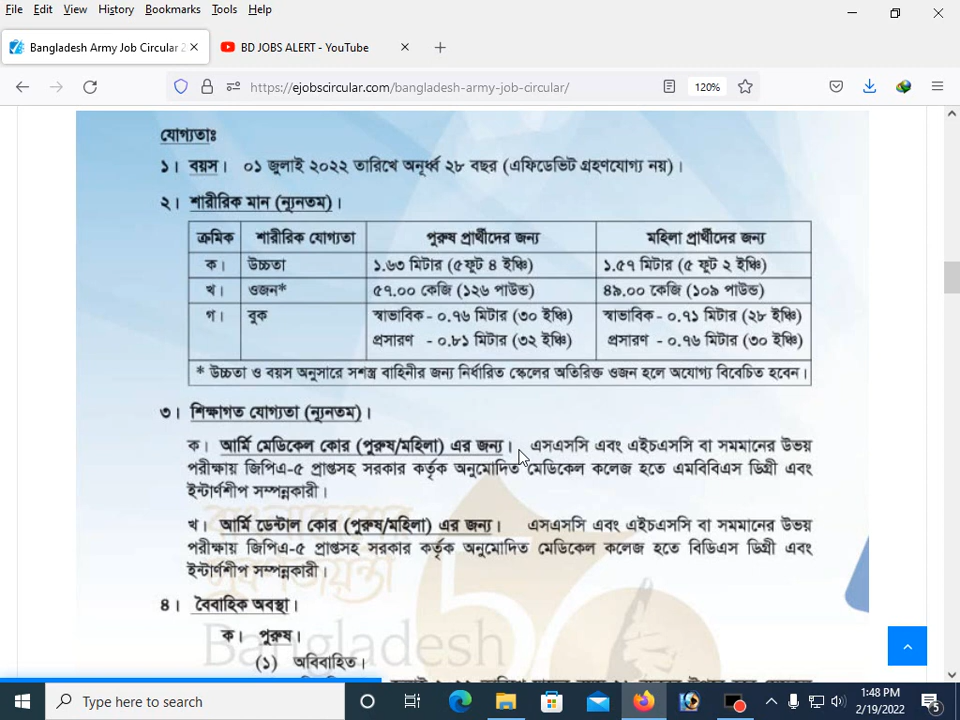 File Edit View History Bookmarks Tools Help
Bangladesh Army Job Circular 2
BD JOBS ALERT - YouTube
https://ejobscircular.com/bangladesh-army-job-circular/
120%
যোগ্যতাঃ
১। বয়স। ০১ জুলাই ২০২২ তারিখে অনূর্ধ্ব ২৮ বছর (এফিডেভিট গ্রহণযোগ্য নয়)।
২। শারীরিক মান (ন্যূনতম)।
ক্রমিক শারীরিক যোগ্যতা পুরুষ প্রার্থীদের জন্য মহিলা প্রার্থীদের জন্য
ক। উচ্চতা ১.৬৩ মিটার (৫ ফুট ৪ ইঞ্চি) ১.৫৭ মিটার (৫ ফুট ২ ইঞ্চি)
খ। ওজন* ৫৭.০০ কেজি (১২৬ পাউন্ড) ৪৯.০০ কেজি (১০৯ পাউন্ড)
গ। বুক স্বাভাবিক - ০.৭৬ মিটার (৩০ ইঞ্চি) স্বাভাবিক - ০.৭১ মিটার (২৮ ইঞ্চি)
প্রসারণ - ০.৮১ মিটার (৩২ ইঞ্চি) প্রসারণ - ০.৭৬ মিটার (৩০ ইঞ্চি)
* উচ্চতা ও বয়স অনুসারে সশস্ত্র বাহিনীর জন্য নির্ধারিত স্কেলের অতিরিক্ত ওজন হলে অযোগ্য বিবেচিত হবেন।
৩। শিক্ষাগত যোগ্যতা (ন্যূনতম)।
ক। আর্মি মেডিকেল কোর (পুরুষ/মহিলা) এর জন্য। এসএসসি এবং এইচএসসি বা সমমানের উভয়
পরীক্ষায় জিপিএ-৫ প্রাপ্তসহ সরকার কর্তৃক অনুমোদিত মেডিকেল কলেজ হতে এমবিবিএস ডিগ্রী এবং
ইন্টার্ণশীপ সম্পন্নকারী।
খ। আর্মি ডেন্টাল কোর (পুরুষ/মহিলা) এর জন্য। এসএসসি এবং এইচএসসি বা সমমানের উভয়
পরীক্ষায় জিপিএ-৫ প্রাপ্তসহ সরকার কর্তৃক অনুমোদিত মেডিকেল কলেজ হতে বিডিএস ডিগ্রী এবং
ইন্টার্ণশীপ সম্পন্নকারী।
৪। বৈবাহিক অবস্থা।
ক। পুরুষ।
Bangladesh
(১) অবিবাহিত।
Type here to search
1:48 PM
2/19/2022
5